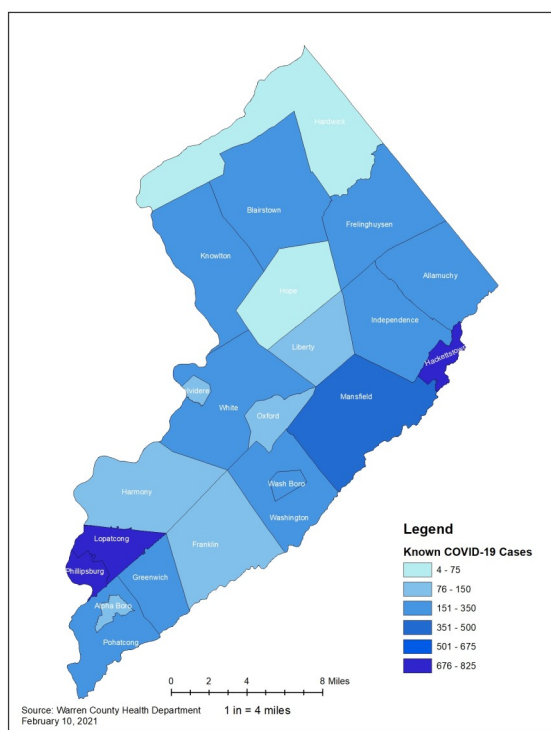 Hardwick
Blairstown
Frelinghuysen
Knowlton
Allamuchy
Hope
Independence
Liberty
Hackettstown
Mansfield
White
Oxford
Wash Boro
Harmony
Washington
Lopatcong
Franklin
Phillipsburg
Greenwich
Alpha Boro
Pohatcong
Legend
Known COVID-19 Cases
4 - 75
76 - 150
151 - 350
351 - 500
501 - 675
676 - 825
0 2 4 8 Miles
1 in = 4 miles
Source: Warren County Health Department
February 10, 2021